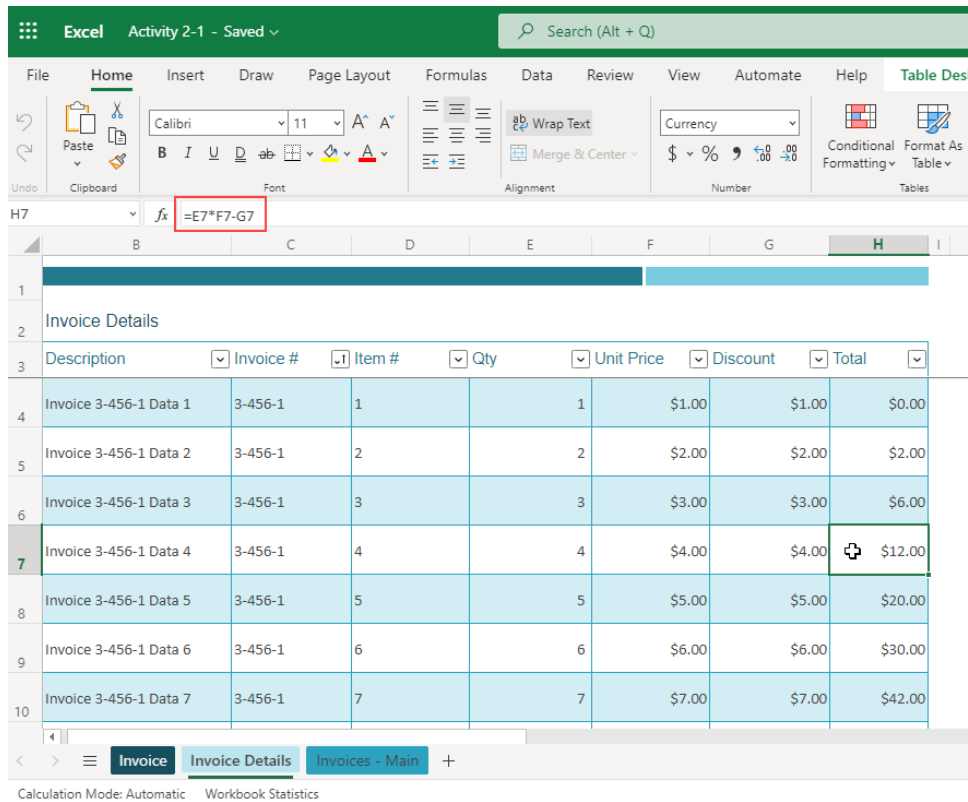 Excel Activity 2-1 - Saved Search (Alt + Q)
File Home Insert Draw Page Layout Formulas Data Review View Automate Help Table Desi
Calibri 11 A A ab c Wrap Text Currency
Paste B I U D ab A Merge & Center $ % 9 .00 .00 Conditional Formatting Format As Table
Undo Clipboard Font Alignment Number Tables
H7 fx =E7*F7-G7
B C D E F G H I
1
2 Invoice Details
3 Description Invoice # Item # Qty Unit Price Discount Total
4 Invoice 3-456-1 Data 1 3-456-1 1 1 $1.00 $1.00 $0.00
5 Invoice 3-456-1 Data 2 3-456-1 2 2 $2.00 $2.00 $2.00
6 Invoice 3-456-1 Data 3 3-456-1 3 3 $3.00 $3.00 $6.00
7 Invoice 3-456-1 Data 4 3-456-1 4 4 $4.00 $4.00 $12.00
8 Invoice 3-456-1 Data 5 3-456-1 5 5 $5.00 $5.00 $20.00
9 Invoice 3-456-1 Data 6 3-456-1 6 6 $6.00 $6.00 $30.00
10 Invoice 3-456-1 Data 7 3-456-1 7 7 $7.00 $7.00 $42.00
Invoice Invoice Details Invoices - Main +
Calculation Mode: Automatic Workbook Statistics